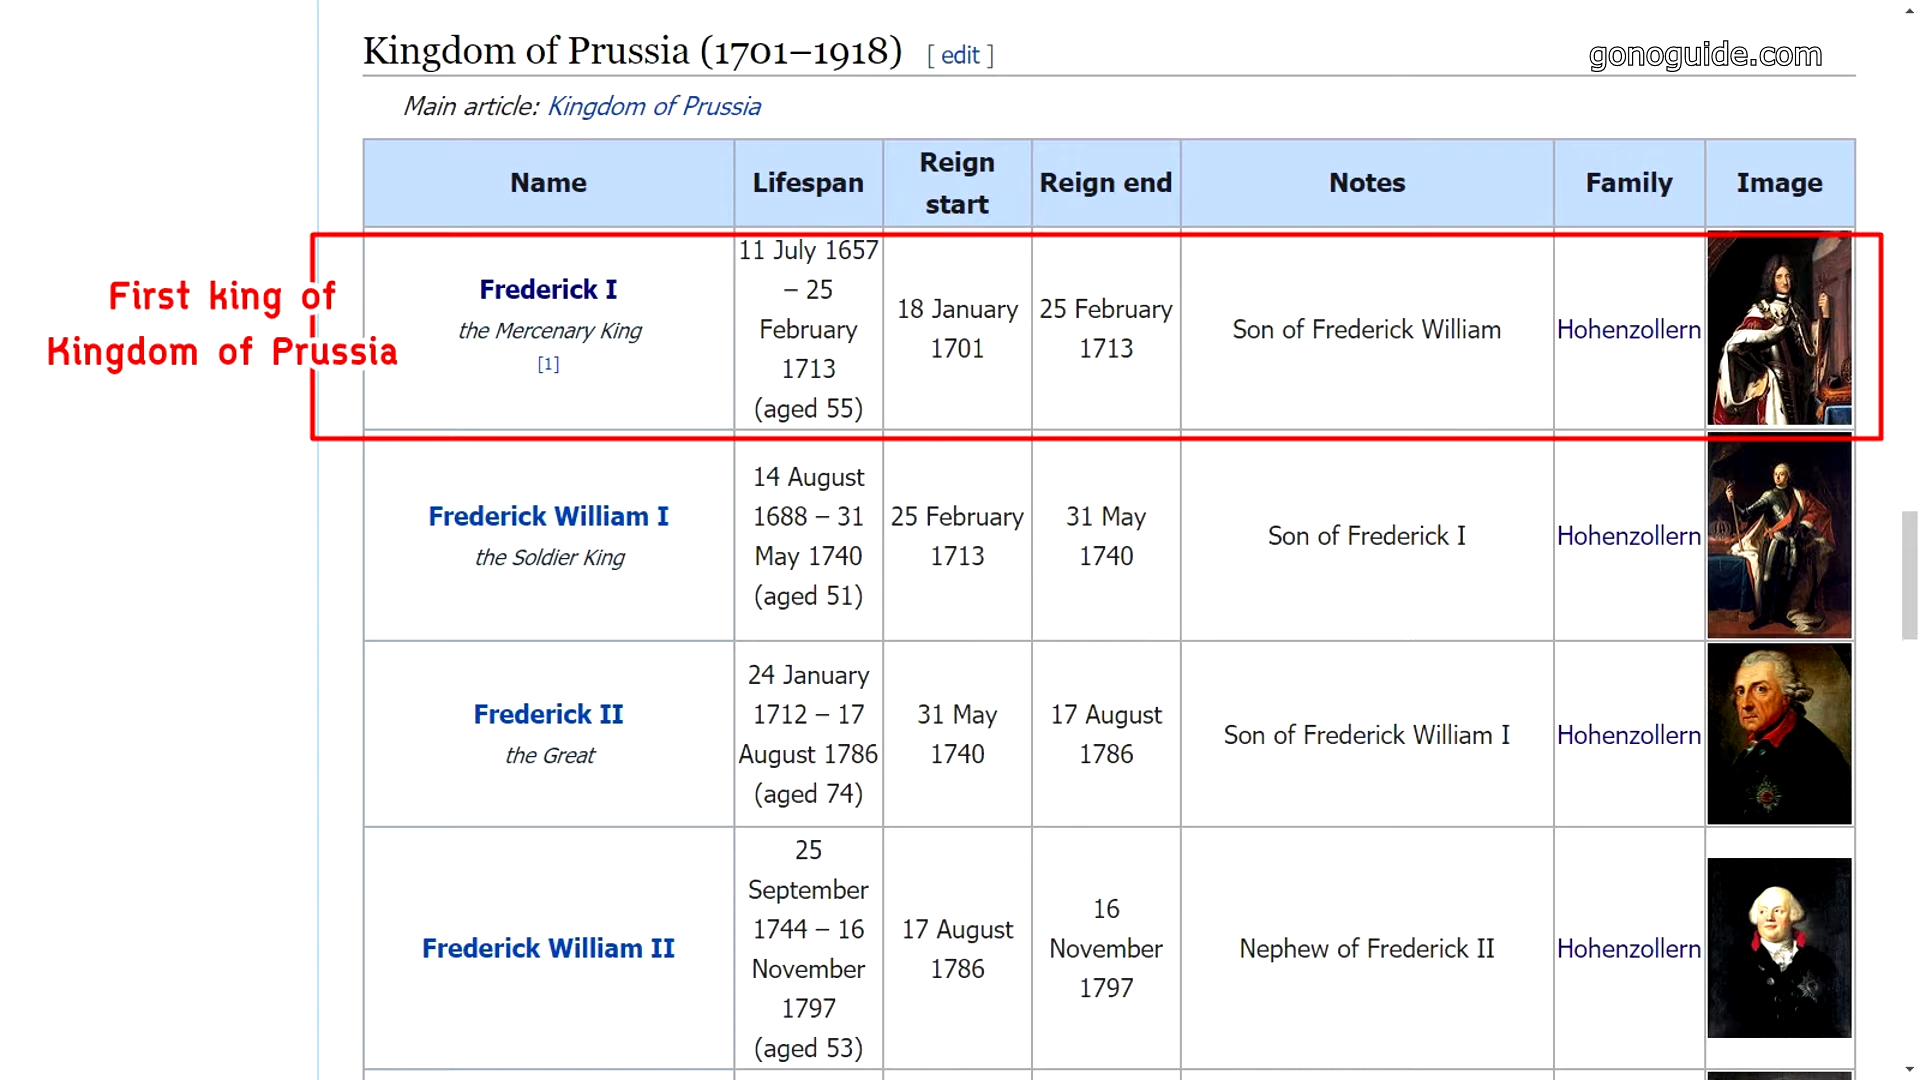 Kingdom of Prussia (1701–1918) [ edit ]
gonoguide.com
Main article: Kingdom of Prussia
Name
Lifespan
Reign
start
Reign end
Notes
Family
Image
First king of
Kingdom of Prussia
Frederick I
the Mercenary King
[1]
11 July 1657
– 25
February
1713
(aged 55)
18 January
1701
25 February
1713
Son of Frederick William
Hohenzollern
Frederick William I
the Soldier King
14 August
1688 – 31
May 1740
(aged 51)
25 February
1713
31 May
1740
Son of Frederick I
Hohenzollern
Frederick II
the Great
24 January
1712 – 17
August 1786
(aged 74)
31 May
1740
17 August
1786
Son of Frederick William I
Hohenzollern
Frederick William II
25
September
1744 – 16
November
1797
(aged 53)
17 August
1786
16
November
1797
Nephew of Frederick II
Hohenzollern